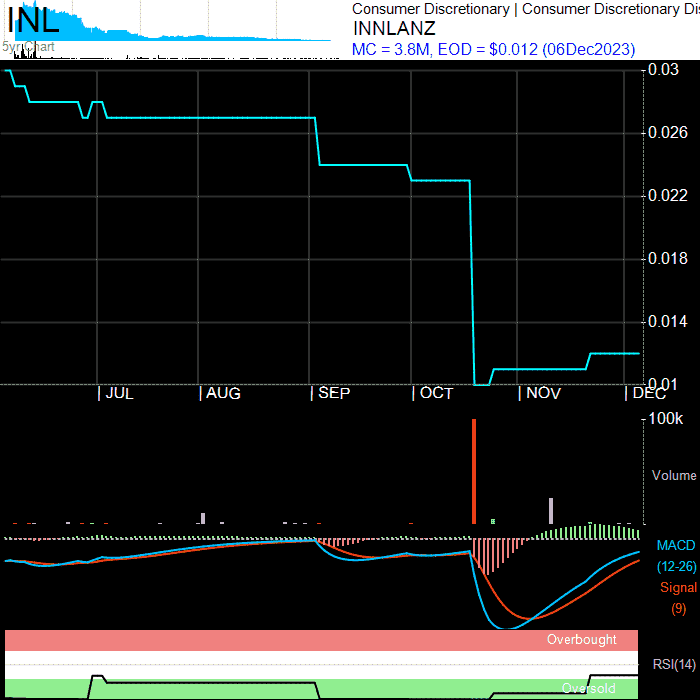 INL
5yr Chart
Consumer Discretionary | Consumer Discretionary Dis
INNLANZ
MC = 3.8M, EOD = $0.012 (06Dec2023)
0.03
0.026
0.022
0.018
0.014
0.01
| JUL | AUG | SEP | OCT | NOV | DEC
100k
Volume
MACD
(12-26)
Signal
(9)
Overbought
RSI(14)
Oversold